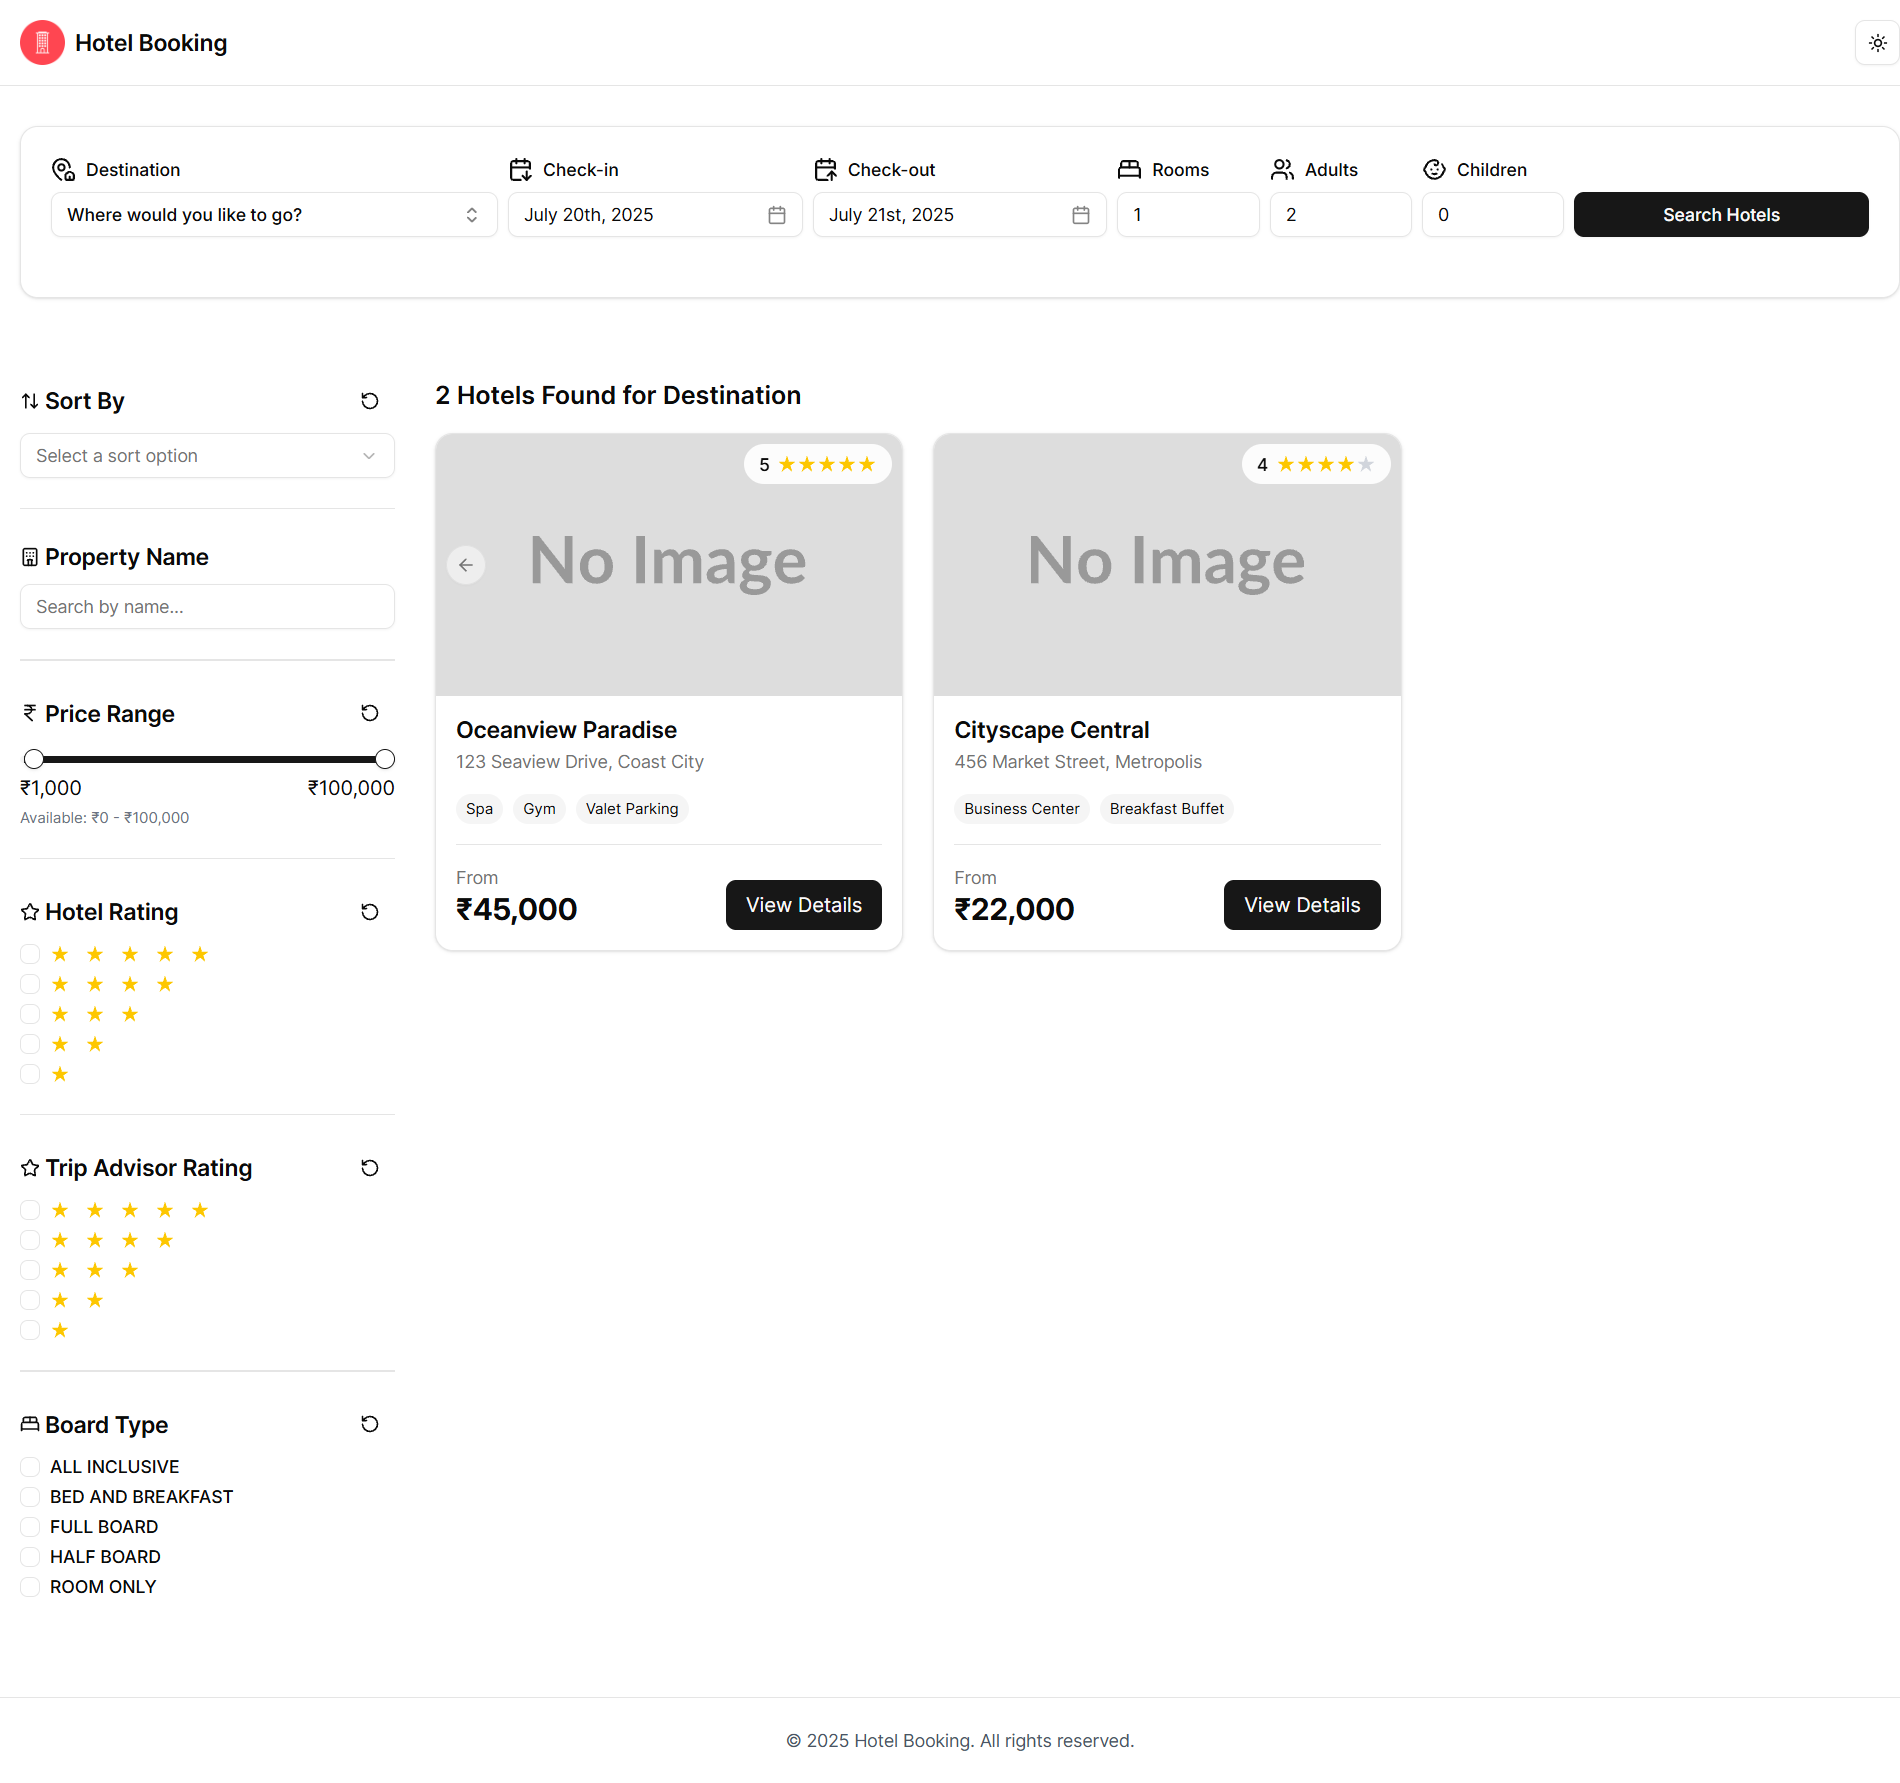 Hotel Booking
Destination
Check-in
Check-out
Rooms
Adults
Children
Where would you like to go?
July 20th, 2025
July 21st, 2025
1
2
0
Search Hotels
Sort By
Select a sort option
Property Name
Search by name...
₹ Price Range
₹1,000
₹100,000
Available: ₹0 - ₹100,000
Hotel Rating
Trip Advisor Rating
Board Type
ALL INCLUSIVE
BED AND BREAKFAST
FULL BOARD
HALF BOARD
ROOM ONLY
2 Hotels Found for Destination
5
No Image
Oceanview Paradise
123 Seaview Drive, Coast City
Spa
Gym
Valet Parking
From
₹45,000
View Details
4
No Image
Cityscape Central
456 Market Street, Metropolis
Business Center
Breakfast Buffet
From
₹22,000
View Details
© 2025 Hotel Booking. All rights reserved.